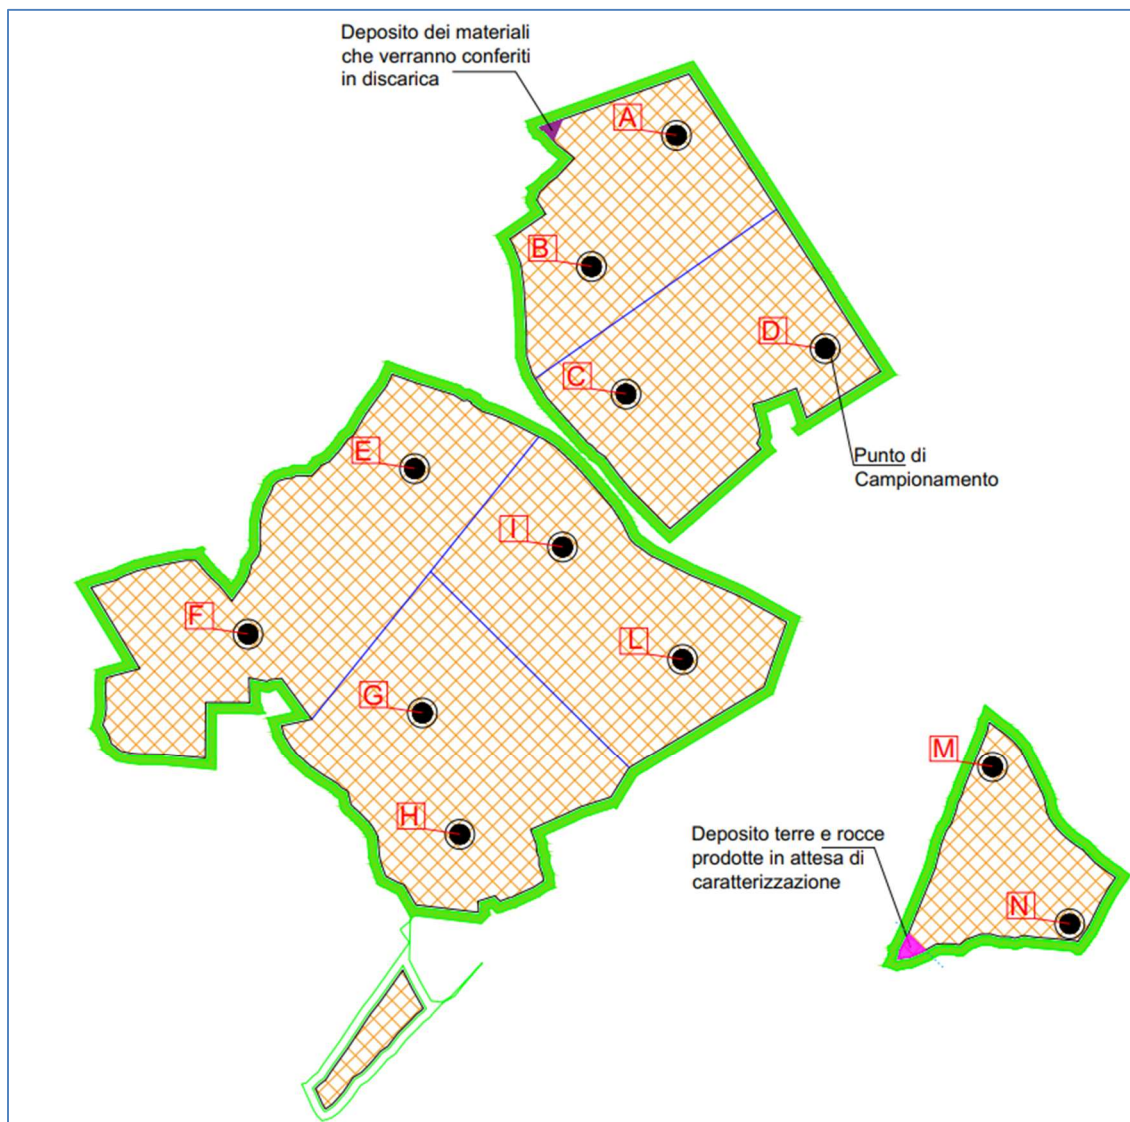 Deposito dei materiali
che verranno conferiti
in discarica
A
B
D
C
Punto di
Campionamento
E
I
F
L
G
M
H
Deposito terre e rocce
prodotte in attesa di
caratterizzazione
N